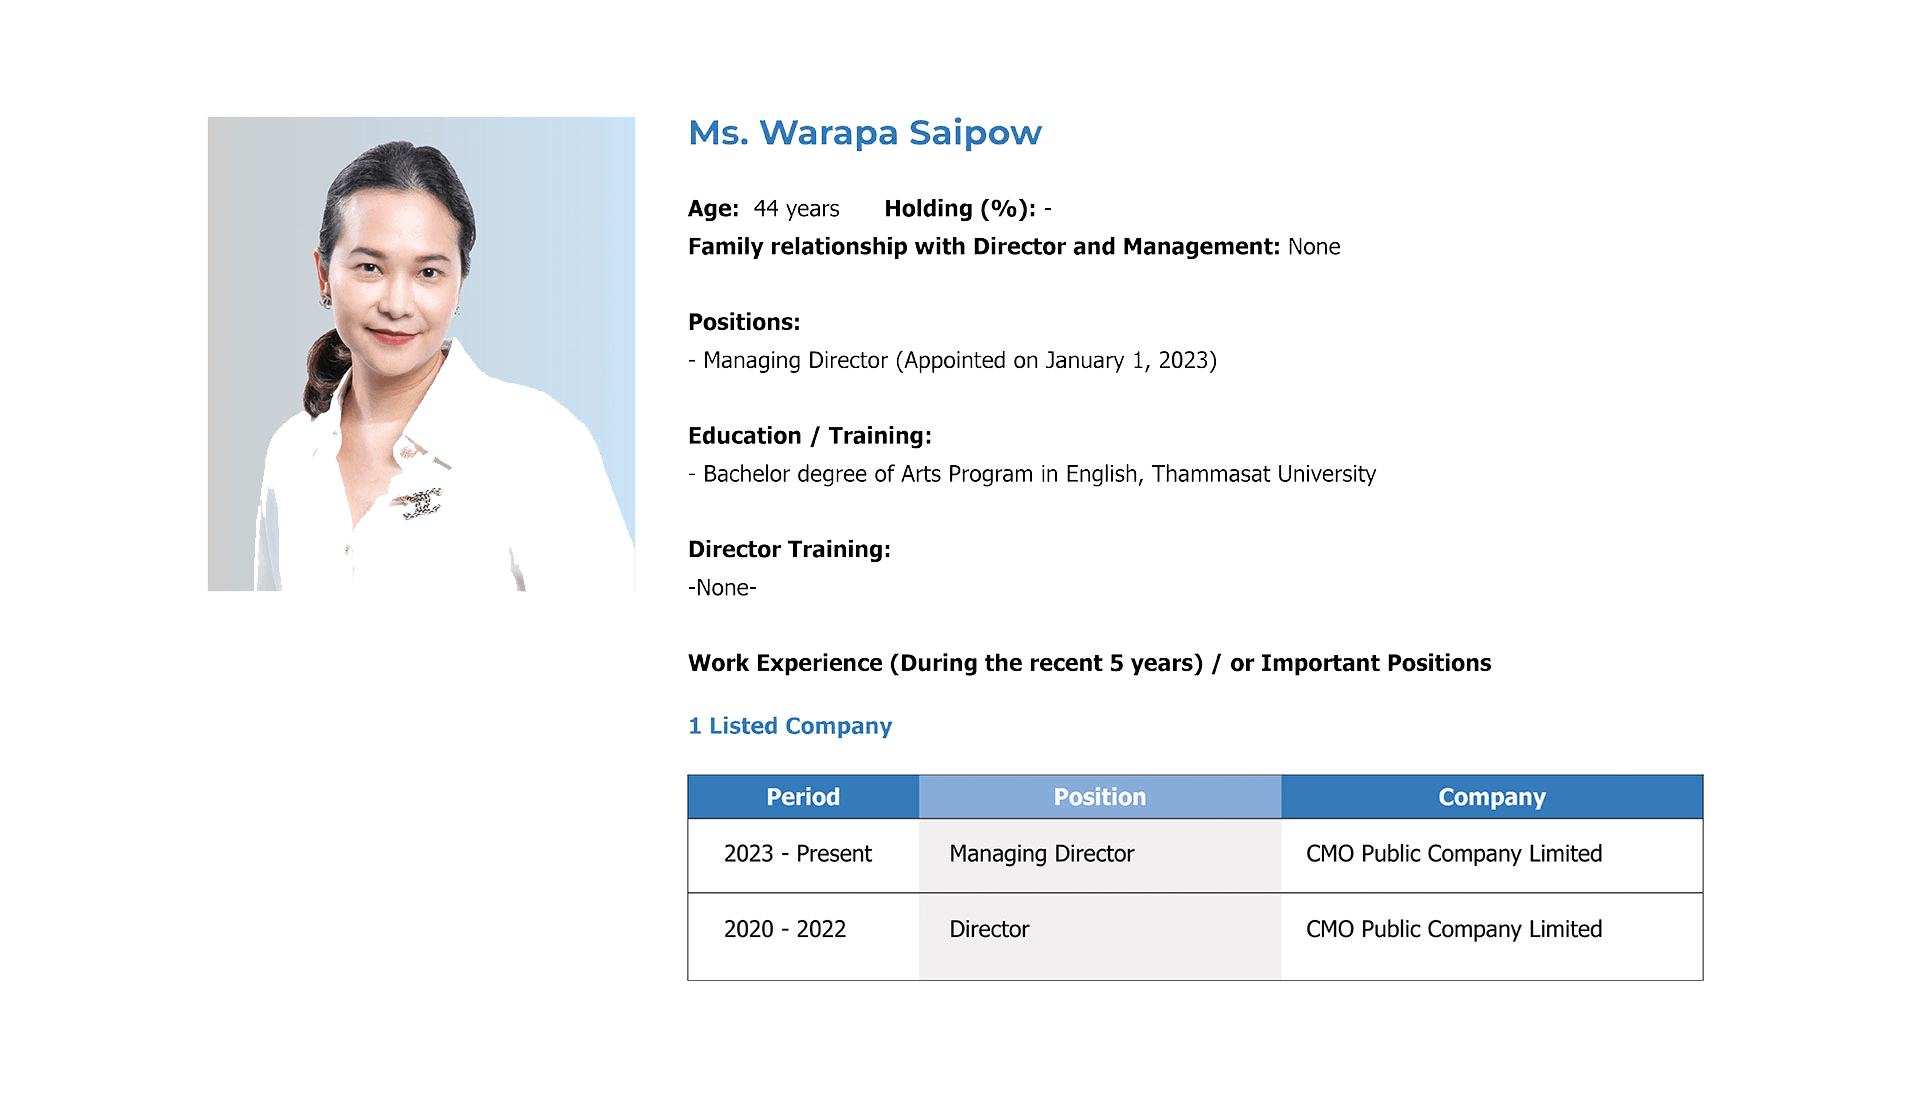 Ms. Warapa Saipow
Age: 44 years Holding (%): -
Family relationship with Director and Management: None
Positions:
- Managing Director (Appointed on January 1, 2023)
Education / Training:
- Bachelor degree of Arts Program in English, Thammasat University
Director Training:
-None-
Work Experience (During the recent 5 years) / or Important Positions
1 Listed Company
Period Position Company
2023 - Present Managing Director CMO Public Company Limited
2020 - 2022 Director CMO Public Company Limited